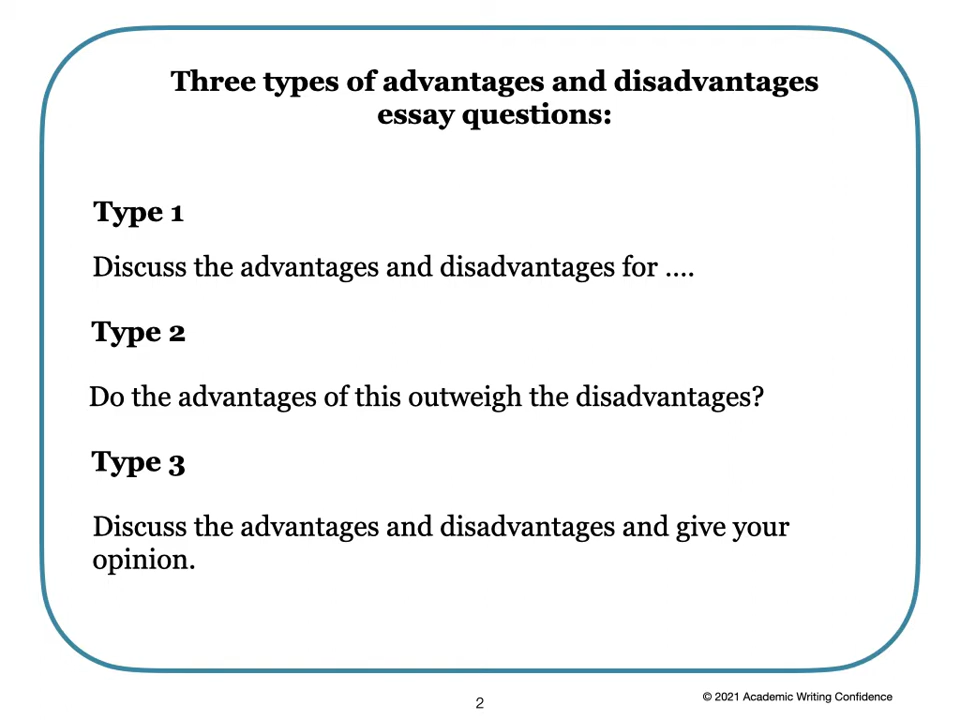 Three types of advantages and disadvantages
essay questions:
Type 1
Discuss the advantages and disadvantages for ....
Type 2
Do the advantages of this outweigh the disadvantages?
Type 3
Discuss the advantages and disadvantages and give your
opinion.
2
© 2021 Academic Writing Confidence